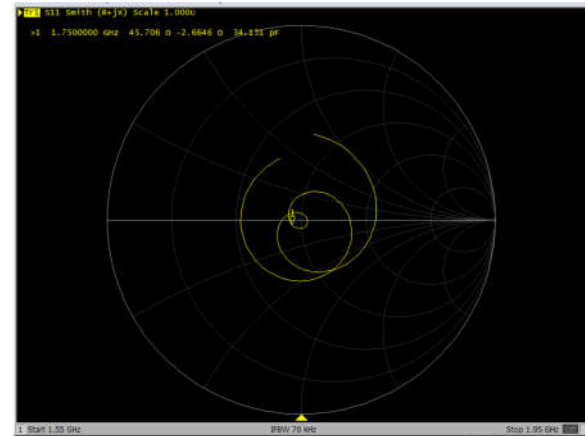 Tr1 S11 Smith (R+jX) Scale 1.000U
>1 1.7500000 GHz 45.706 Ω -2.6646 Ω 34.131 pF
1
1 Start 1.55 GHz IFBW 70 kHz Stop 1.95 GHz